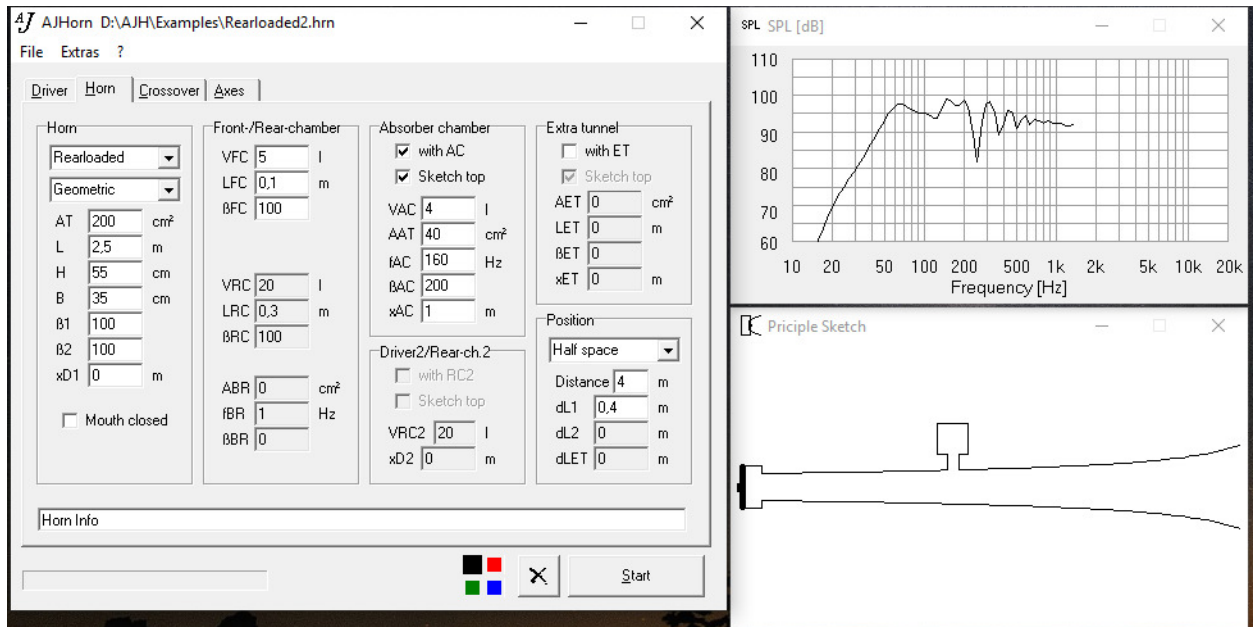 AJ AJHorn D:\AJH\Examples\Rearloaded2.hrn
File Extras ?
Driver Horn Crossover Axes
Horn
Rearloaded
Geometric
AT 200 cm²
L 2,5 m
H 55 cm
B 35 cm
ß1 100
ß2 100
xD1 0 m
Mouth closed
Front-/Rear-chamber
VFC 5 l
LFC 0,1 m
ßFC 100
VRC 20 l
LRC 0,3 m
ßRC 100
ABR 0 cm²
fBR 1 Hz
ßBR 0
Absorber chamber
with AC
Sketch top
VAC 4 l
AAT 40 cm²
fAC 160 Hz
ßAC 200
xAC 1 m
Driver2/Rear-ch.2
with RC2
Sketch top
VRC2 20 l
xD2 0 m
Extra tunnel
with ET
Sketch top
AET 0 cm²
LET 0 m
ßET 0
xET 0 m
Position
Half space
Distance 4 m
dL1 0,4 m
dL2 0 m
dLET 0 m
Horn Info
Start
SPL SPL [dB]
110
100
90
80
70
60
10 20 50 100 200 500 1k 2k 5k 10k 20k
Frequency [Hz]
Priciple Sketch